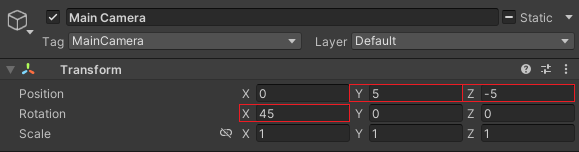 Main Camera Static
Tag MainCamera Layer Default
Transform
Position X 0 Y 5 Z -5
Rotation X 45 Y 0 Z 0
Scale X 1 Y 1 Z 1